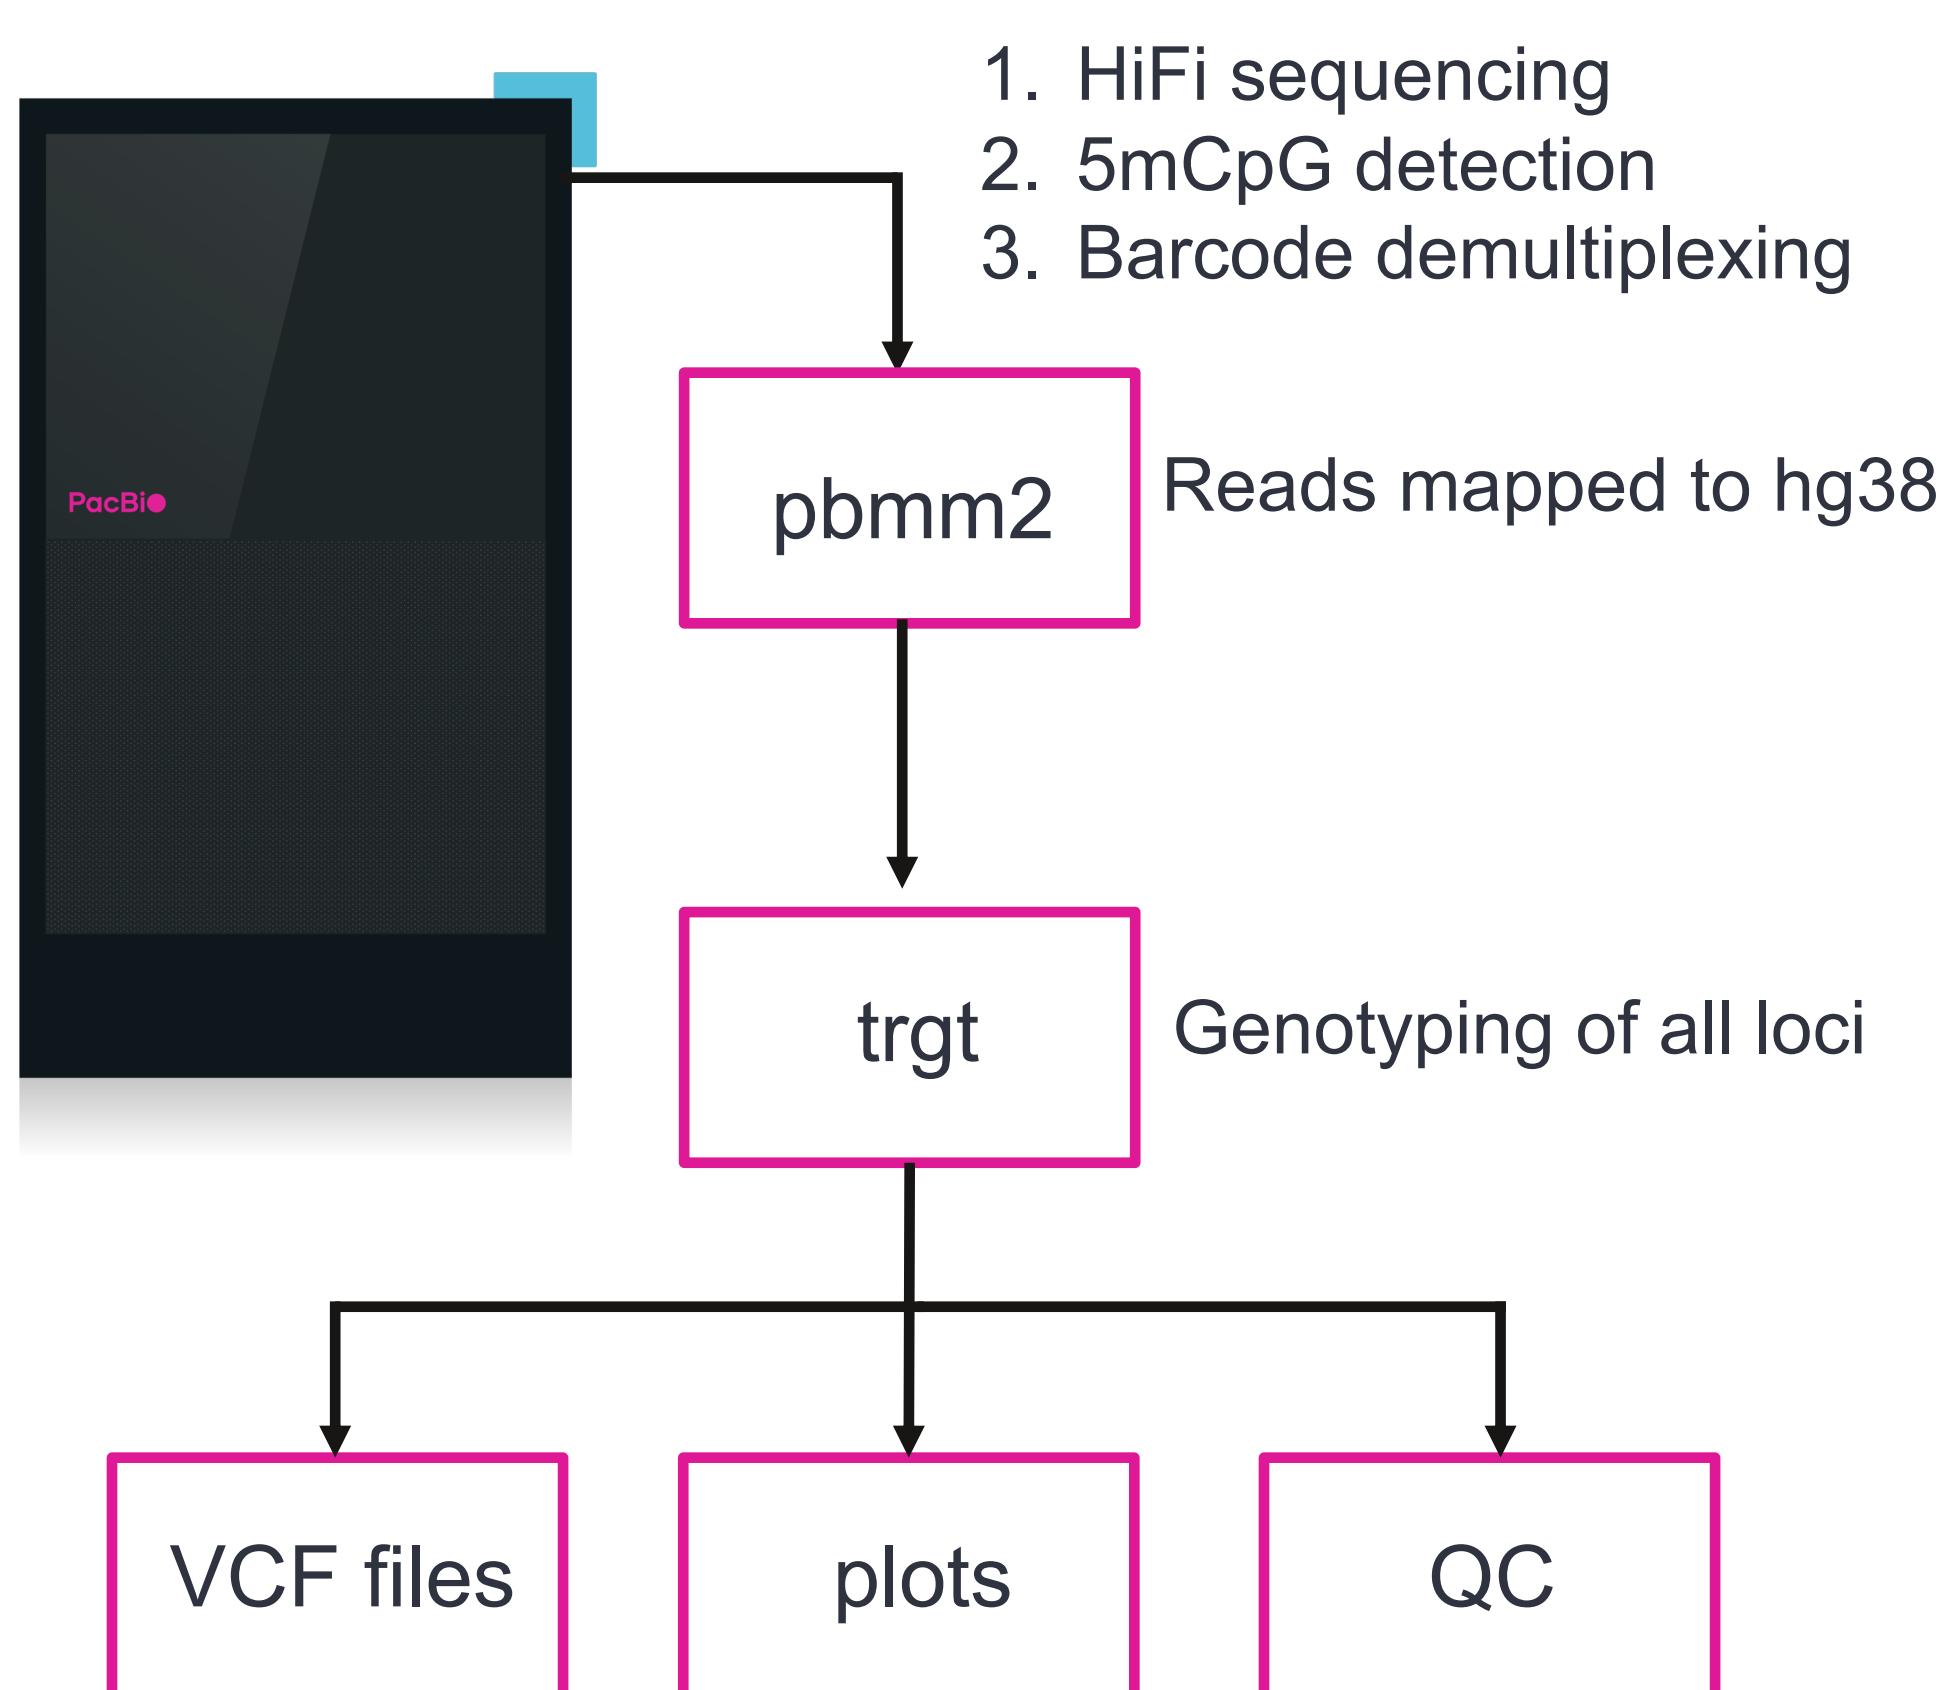 1. HiFi sequencing
2. 5mCpG detection
3. Barcode demultiplexing
PacBio
pbmm2
Reads mapped to hg38
trgt
Genotyping of all loci
VCF files
plots
QC